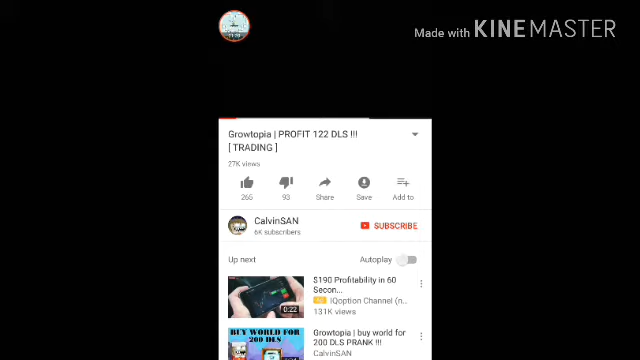 Made with KINEMASTER
Growtopia | PROFIT 122 DLS !!!
[ TRADING ]
27K views
265
93
Share
Save
Add to
CalvinSAN
6K subscribers
SUBSCRIBE
Up next
Autoplay
$190 Profitability in 60
Secon...
Ad
IQoption Channel (n...
131K views
0:22
Growtopia | buy world for
200 DLS PRANK !!!
CalvinSAN
BUY WORLD FOR
200 DLS